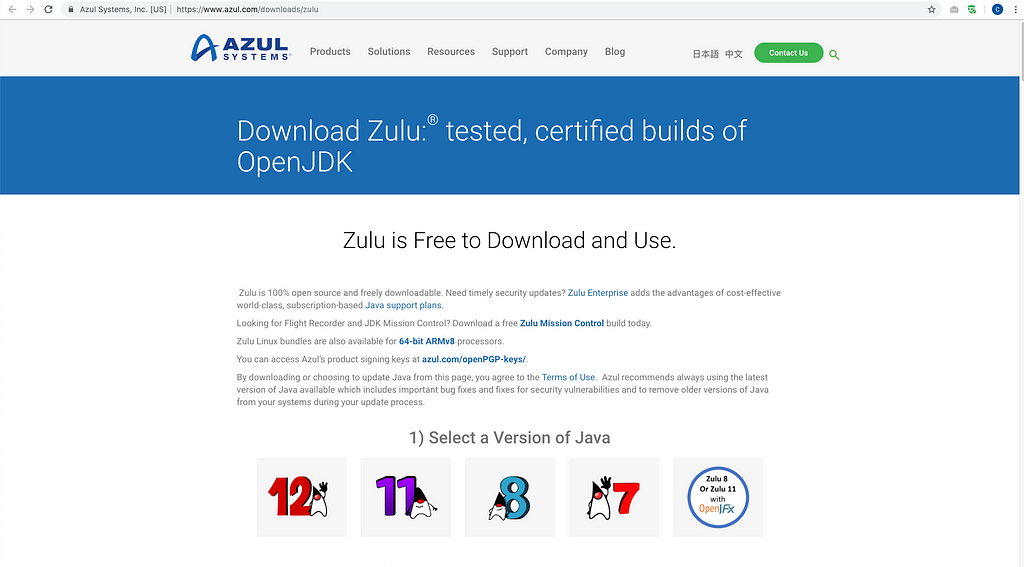 Azul Systems, Inc. [US] | https://www.azul.com/downloads/zulu
C
AZUL
SYSTEMS
Products Solutions Resources Support Company Blog
日本語 中文 Contact Us
Download Zulu:® tested, certified builds of
OpenJDK
Zulu is Free to Download and Use.
Zulu is 100% open source and freely downloadable. Need timely security updates? Zulu Enterprise adds the advantages of cost-effective
world-class, subscription-based Java support plans.
Looking for Flight Recorder and JDK Mission Control? Download a free Zulu Mission Control build today.
Zulu Linux bundles are also available for 64-bit ARMv8 processors.
You can access Azul's product signing keys at azul.com/openPGP-keys/.
By downloading or choosing to update Java from this page, you agree to the Terms of Use. Azul recommends always using the latest
version of Java available which includes important bug fixes and fixes for security vulnerabilities and to remove older versions of Java
from your systems during your update process.
1) Select a Version of Java
12 11 8 7
Zulu 8
Or Zulu 11
with
OpenJFx